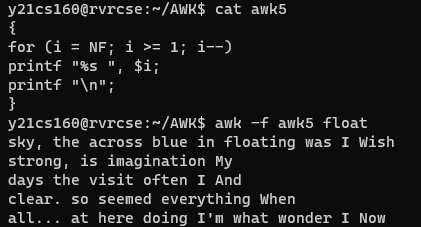 y21cs160@rvrcse:~/AWK$ cat awk5
{
for (i = NF; i >= 1; i--)
printf "%s ", $i;
printf "\n";
}
y21cs160@rvrcse:~/AWK$ awk -f awk5 float
sky, the across blue in floating was I Wish
strong, is imagination My
days the visit often I And
clear. so seemed everything When
all... at here doing I'm what wonder I Now